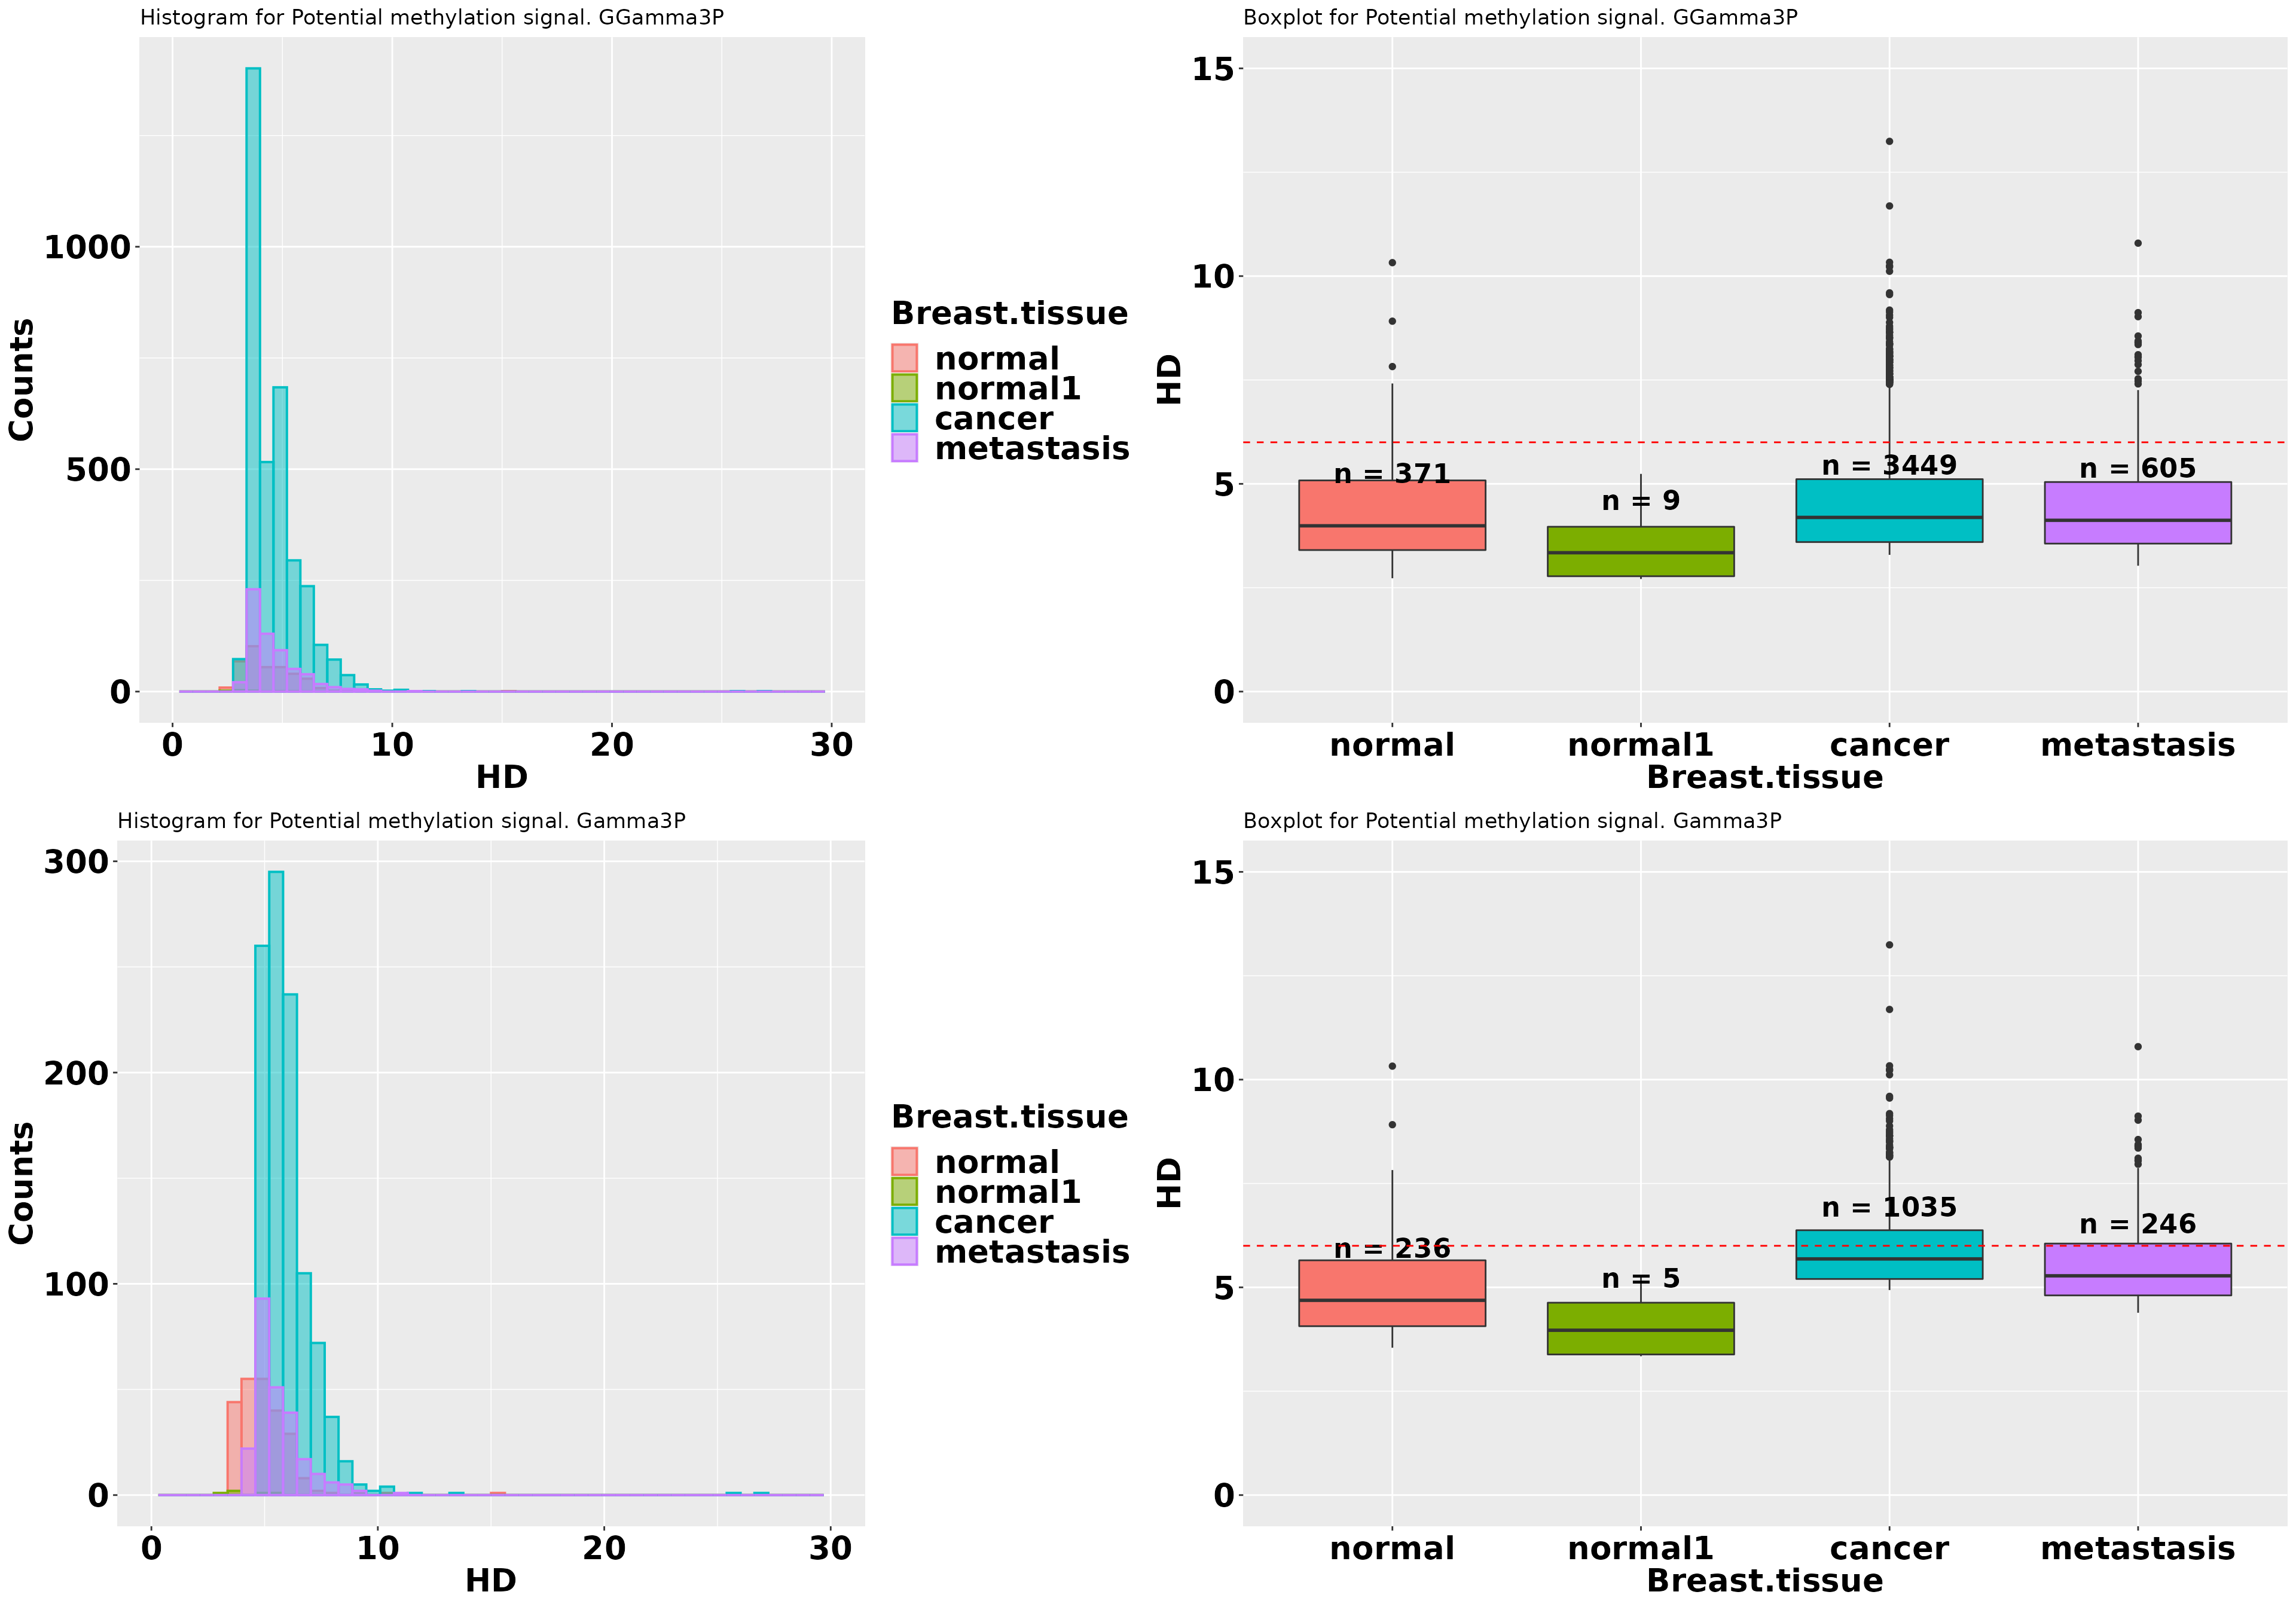 Histogram for Potential methylation signal. GGamma3P
Counts
1000
500
0
0 10 20 30
HD
Breast.tissue
normal
normal1
cancer
metastasis
Boxplot for Potential methylation signal. GGamma3P
HD
15
10
5
0
n = 371
n = 9
n = 3449
n = 605
normal normal1 cancer metastasis
Breast.tissue
Histogram for Potential methylation signal. Gamma3P
Counts
300
200
100
0
0 10 20 30
HD
Breast.tissue
normal
normal1
cancer
metastasis
Boxplot for Potential methylation signal. Gamma3P
HD
15
10
5
0
n = 236
n = 5
n = 1035
n = 246
normal normal1 cancer metastasis
Breast.tissue